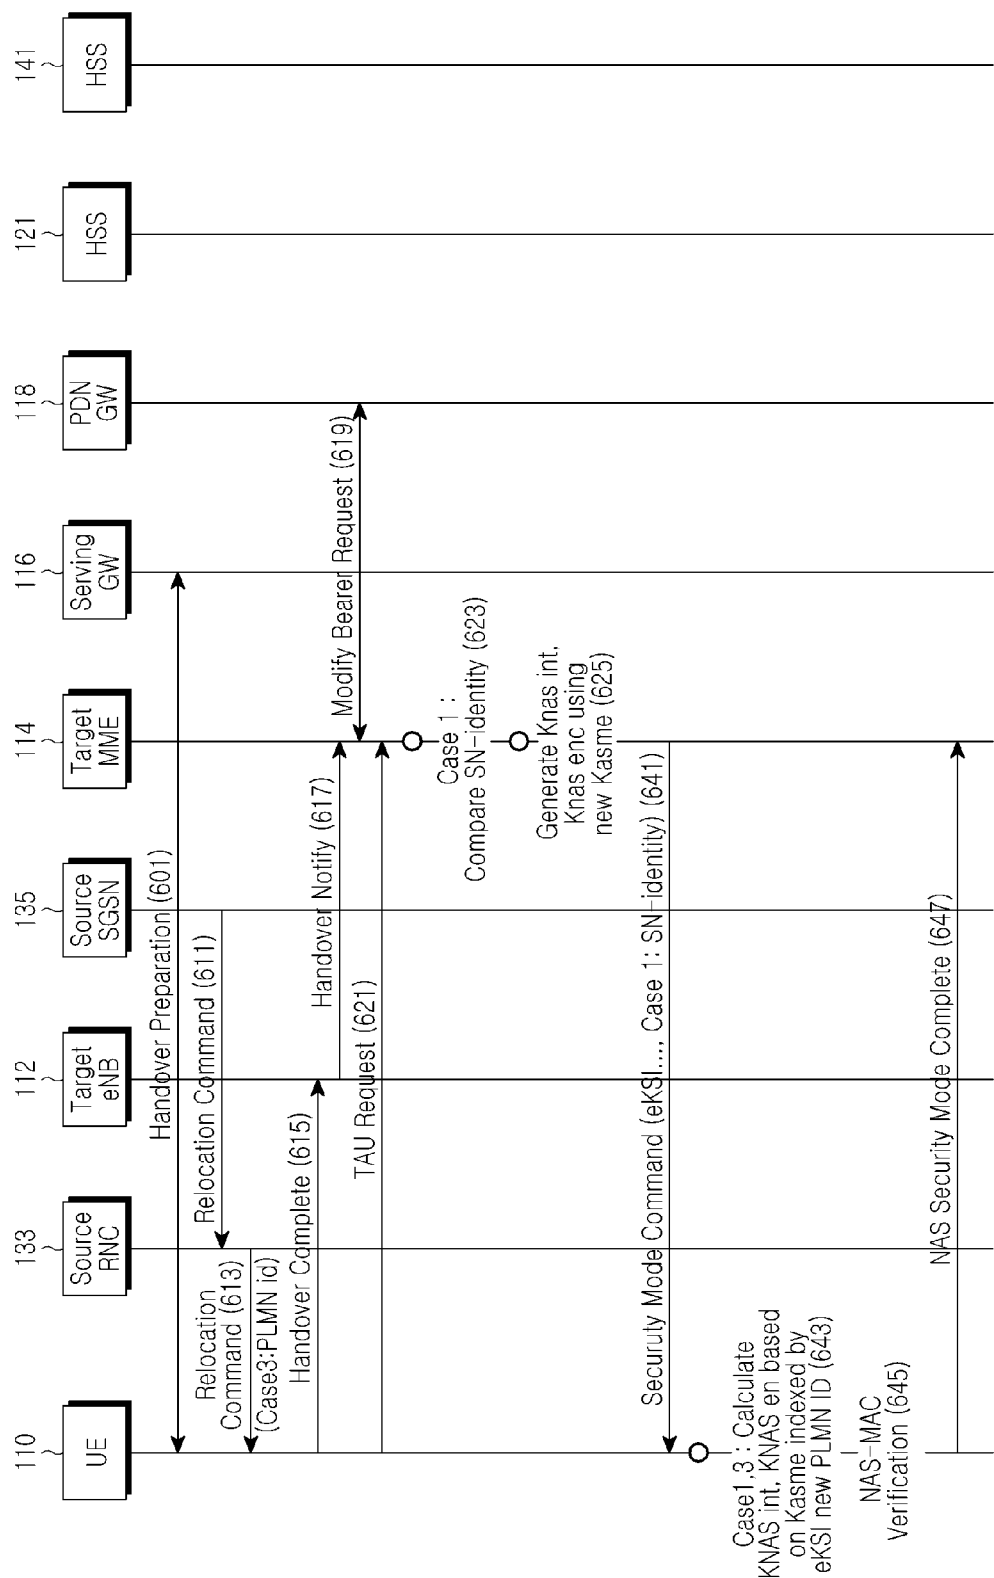 110
UE
133
Source
RNC
112
Target
eNB
135
Source
SGSN
114
Target
MME
116
Serving
GW
118
PDN
GW
121
HSS
141
HSS
Handover Preparation (601)
Relocation Command (611)
Relocation
Command (613)
(Case3:PLMN id)
Handover Complete (615)
Handover Notify (617)
Modify Bearer Request (619)
TAU Request (621)
Case 1 :
Compare SN-identity (623)
Generate Knas int,
Knas enc using
new Kasme (625)
Securuty Mode Command (eKSI..., Case 1: SN-identity) (641)
Case1,3 : Calculate
KNAS int, KNAS en based
on Kasme indexed by
eKSI new PLMN ID (643)
NAS-MAC
Verification (645)
NAS Security Mode Complete (647)